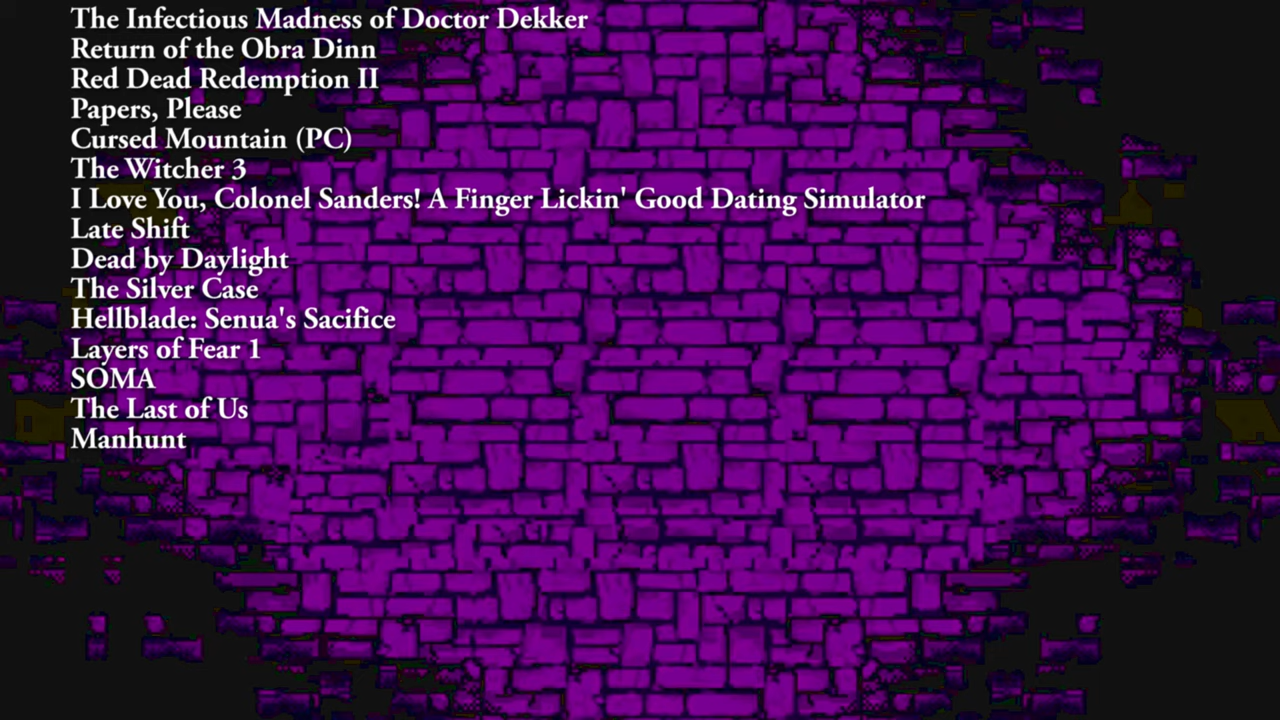 The Infectious Madness of Doctor Dekker
Return of the Obra Dinn
Red Dead Redemption II
Papers, Please
Cursed Mountain (PC)
The Witcher 3
I Love You, Colonel Sanders! A Finger Lickin' Good Dating Simulator
Late Shift
Dead by Daylight
The Silver Case
Hellblade: Senua's Sacifice
Layers of Fear 1
SOMA
The Last of Us
Manhunt